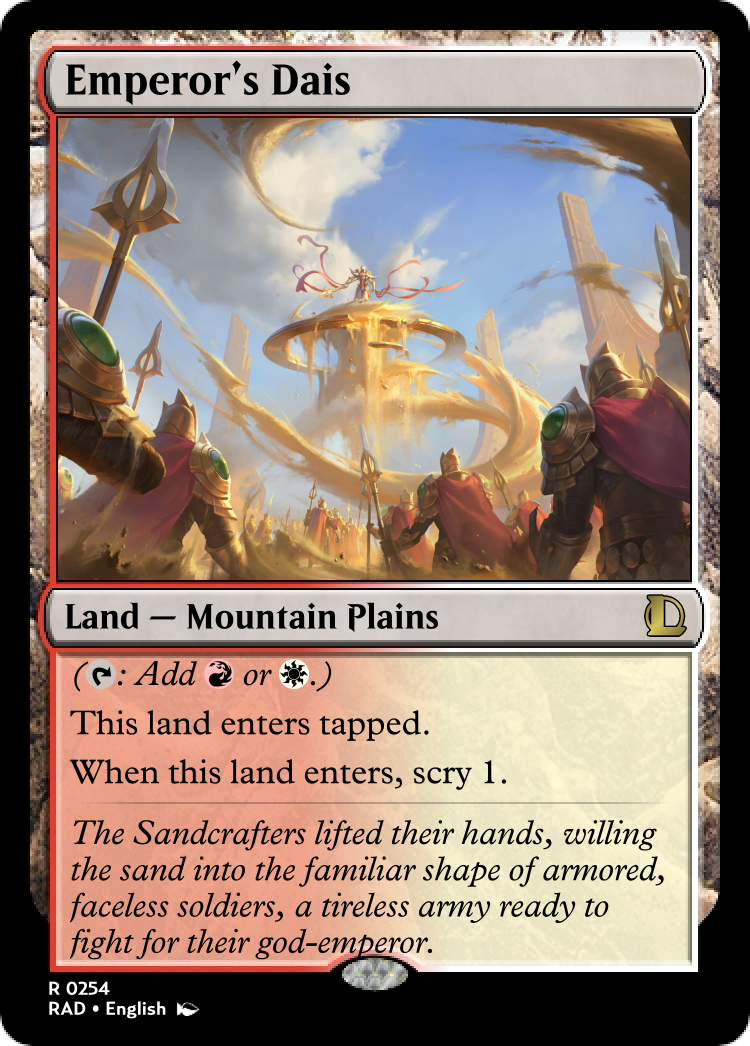 Emperor's Dais
Land — Mountain Plains
(: Add or .)
This land enters tapped.
When this land enters, scry 1.
The Sandcrafters lifted their hands, willing
the sand into the familiar shape of armored,
faceless soldiers, a tireless army ready to
fight for their god-emperor.
R 0254
RAD • English